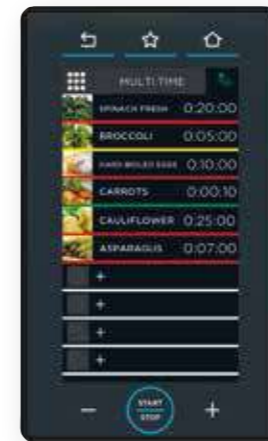 MULTI TIME
SPINACH FRESH 0:20:00
BROCCOLI 0:05:00
HARD BOILED EGGS 0:10:00
CARROTS 0:00:10
CAULIFLOWER 0:25:00
ASPARAGUS 0:07:00
+
+
+
+
− START STOP +